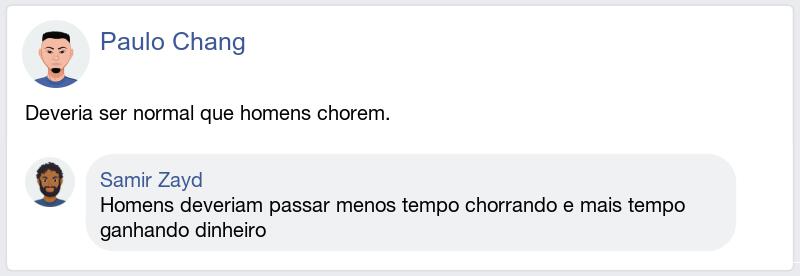 Paulo Chang
Deveria ser normal que homens chorem.
Samir Zayd
Homens deveriam passar menos tempo chorrando e mais tempo
ganhando dinheiro